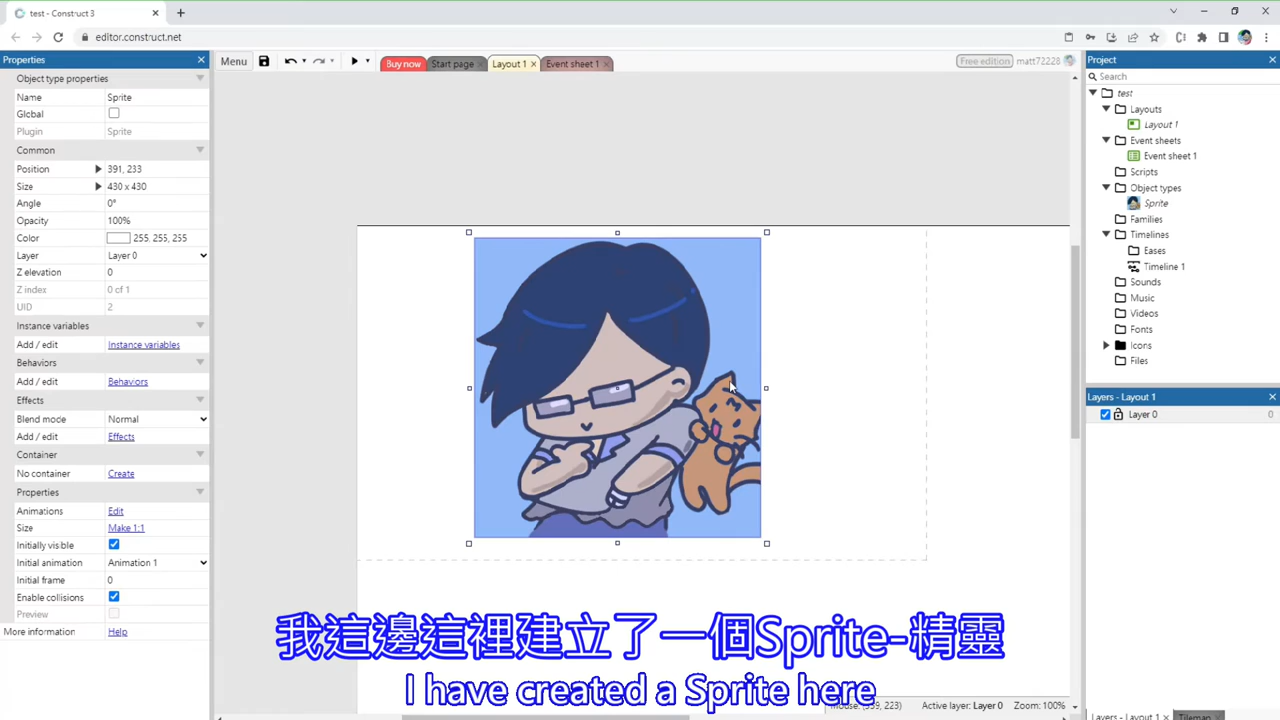 test - Construct 3
editor.construct.net
Properties
Menu
Buy now
Start page
Layout 1
Event sheet 1
Free edition
matt72228
Project
Object type properties
Name Sprite
Global
Plugin Sprite
Common
Position 391, 233
Size 430 x 430
Angle 0°
Opacity 100%
Color 255, 255, 255
Layer Layer 0
Z elevation 0
Z index 0 of 1
UID 2
Instance variables
Add / edit Instance variables
Behaviors
Add / edit Behaviors
Effects
Blend mode Normal
Add / edit Effects
Container
No container Create
Properties
Animations Edit
Size Make 1:1
Initially visible
Initial animation Animation 1
Initial frame 0
Enable collisions
Preview
More information Help
Search
test
Layouts
Layout 1
Event sheets
Event sheet 1
Scripts
Object types
Sprite
Families
Timelines
Eases
Timeline 1
Sounds
Music
Videos
Fonts
Icons
Files
Layers - Layout 1
Layer 0 0
我這邊這裡建立了一個Sprite-精靈
I have created a Sprite here
Active layer: Layer 0
Zoom: 100%
Layers - Layout 1
Tilemap